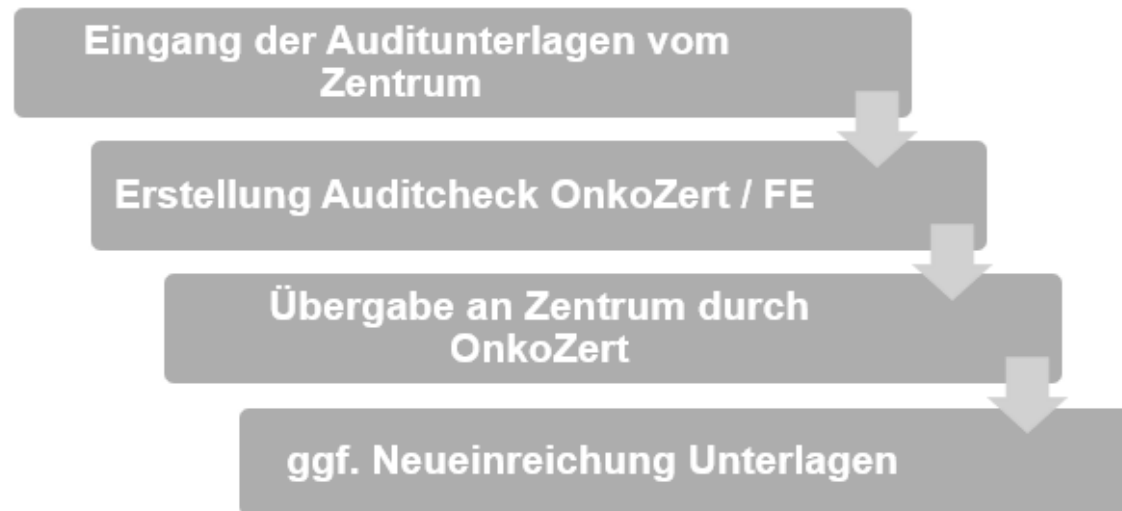 Eingang der Auditunterlagen vom
Zentrum
Erstellung Auditcheck OnkoZert / FE
Übergabe an Zentrum durch
OnkoZert
ggf. Neueinreichung Unterlagen